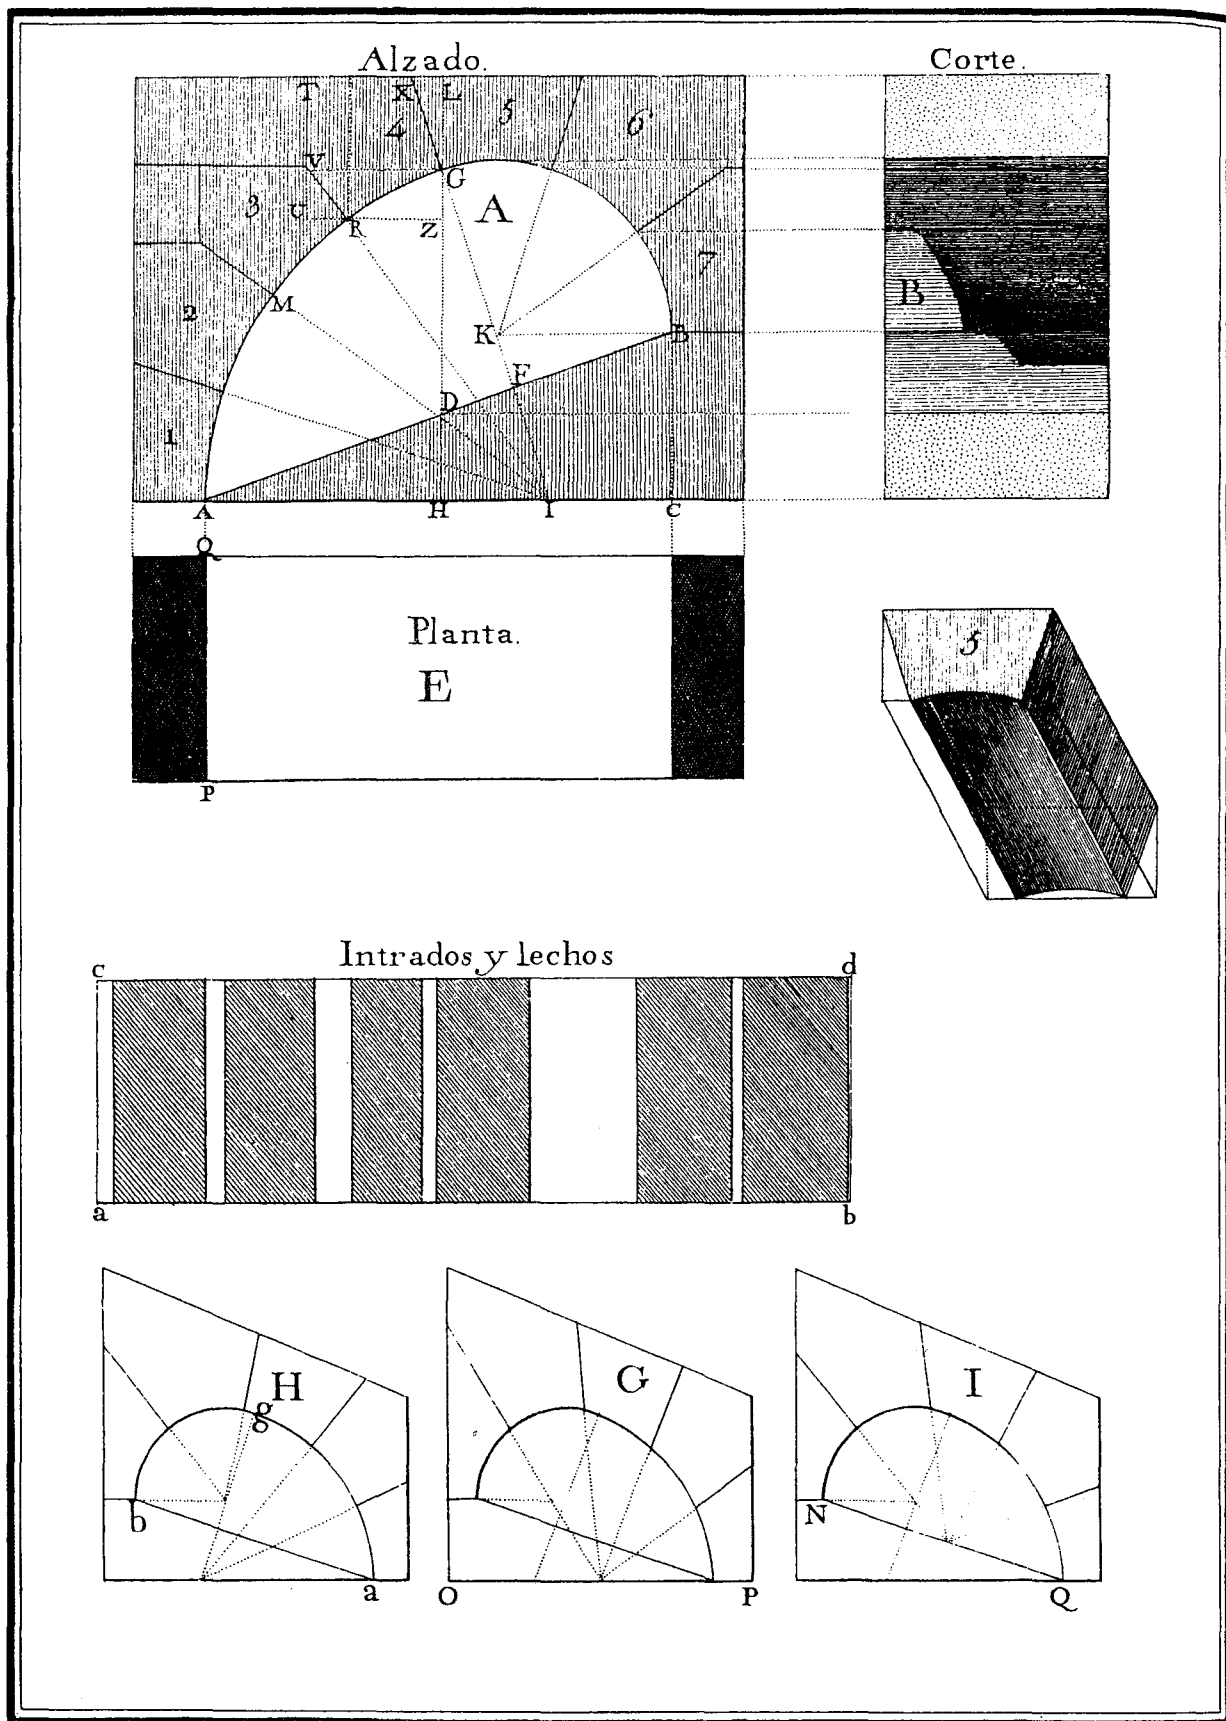 Alzado.
Corte.
T X L
4 5 6
V
G
3 u R Z A
7
M
2
B
K B
F
D
1
A H I C
Q
Planta.
E
5
P
Intrados y lechos
c d
a b
H G I
g
b N
a O P Q